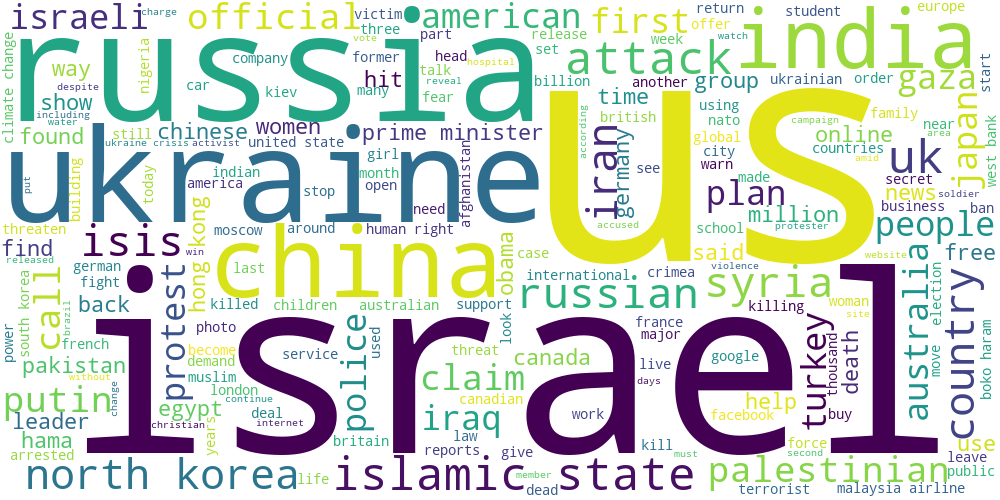 israeli
official
charge
victim
three
american
part
first
return
offer
student
europe
climate change
russia
way
despite
nigeria
company
former
vote
many
hit
head
talk
fear
hospital
reveal
release
set
week
billion
attack
another
group
watch
india
ukrainian
order
gaza
start
show
including
water
found
car
kiev
still
chinese
women
prime minister
british
time
using
nato
global
city
warn
campaign
online
countries
family
near
area
japan
west bank
ukraine crisis
activist
united state
ukraine
girl
month
open
indian
america
stop
need
afghanistan
iran
germany
according
us
see
made
plan
secret
amid
uk
news
business
soldier
ban
put
building
today
threaten
find
isis
hong kong
moscow
around
human right
win
china
obama
case
school
million
said
protester
accused
people
free
website
released
german
fight
call
back
protest
last
killed
children
australian
support
look
international
russian
crimea
violence
syria
killing
woman
site
australia
election
move
country
power
south korea
french
brazil
pakistan
without
putin
leader
hama
arrested
change
photo
become
demand
muslim
london
egypt
christian
years
continue
internet
deal
service
israel
police
used
britain
threat
claim
canadian
iraq
law
reports
give
canada
france
major
live
days
work
google
facebook
help
turkey
thousand
death
buy
force
second
boko haram
use
leave
public
north korea
life
islamic state
member
dead
kill
must
palestinian
terrorist
malaysia airline